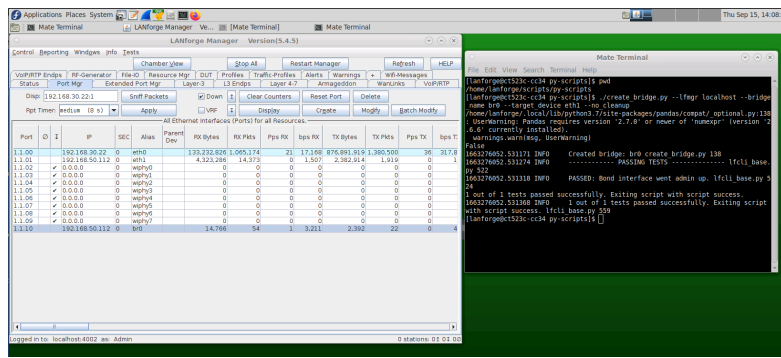 Applications Places System Thu Sep 15, 14:08:
Mate Terminal LANforge Manager Ve... [Mate Terminal] Mate Terminal
LANforge Manager Version(5.4.5)
Control Reporting Windows Info Tests
Chamber View Stop All Restart Manager Refresh HELP
VoIP/RTP Endps RF-Generator File-IO Resource Mgr DUT Profiles Traffic-Profiles Alerts Warnings + Wifi-Messages
Status Port Mgr Extended Port Mgr Layer-3 L3 Endps Layer 4-7 Armageddon WanLinks VoIP/RTP
Disp: 192.168.30.22:1 Sniff Packets Down Clear Counters Reset Port Delete
Rpt Timer: medium (8 s) Apply VRF Display Create Modify Batch Modify
All Ethernet Interfaces (Ports) for all Resources.
Port IP SEC Alias Parent Dev RX Bytes RX Pkts Pps RX bps RX TX Bytes TX Pkts Pps TX bps T:
1.1.00 192.168.30.22 0 eth0 133,232,826 1,065,174 21 17,168 876,891,919 1,380,500 36 317,8
1.1.01 192.168.50.112 0 eth1 4,323,286 14,373 0 1,507 2,382,914 1,919 0 1
1.1.02 ✔ 0.0.0.0 0 wiphy0 0 0 0 0 0 0 0
1.1.03 ✔ 0.0.0.0 0 wiphy1 0 0 0 0 0 0 0
1.1.04 ✔ 0.0.0.0 0 wiphy2 0 0 0 0 0 0 0
1.1.05 ✔ 0.0.0.0 0 wiphy3 0 0 0 0 0 0 0
1.1.06 ✔ 0.0.0.0 0 wiphy4 0 0 0 0 0 0 0
1.1.07 ✔ 0.0.0.0 0 wiphy5 0 0 0 0 0 0 0
1.1.08 ✔ 0.0.0.0 0 wiphy6 0 0 0 0 0 0 0
1.1.09 ✔ 0.0.0.0 0 wiphy7 0 0 0 0 0 0 0
1.1.10 192.168.50.112 0 br0 14,766 54 1 3,211 2,392 22 0 4
Logged in to: localhost:4002 as: Admin 0 stations: 0
Mate Terminal
File Edit View Search Terminal Help
[lanforge@ct523c-cc34 py-scripts]$ pwd
/home/lanforge/scripts/py-scripts
[lanforge@ct523c-cc34 py-scripts]$ ./create_bridge.py --lfmgr localhost --bridge
_name br0 --target_device eth1 --no_cleanup
/home/lanforge/.local/lib/python3.7/site-packages/pandas/compat/_optional.py:138
: UserWarning: Pandas requires version '2.7.0' or newer of 'numexpr' (version '2
.6.6' currently installed).
warnings.warn(msg, UserWarning)
False
1663276052.531171 INFO Created bridge: br0 create_bridge.py 138
1663276052.531274 ------------- PASSING TESTS ------------- lfcli_base.
py 522
1663276052.531318 INFO PASSED: Bond interface went admin up. lfcli_base.py 5
24
1 out of 1 tests passed successfully. Exiting script with script success.
1663276052.531368 INFO 1 out of 1 tests passed successfully. Exiting script
with script success. lfcli_base.py 559
[lanforge@ct523c-cc34 py-scripts]$